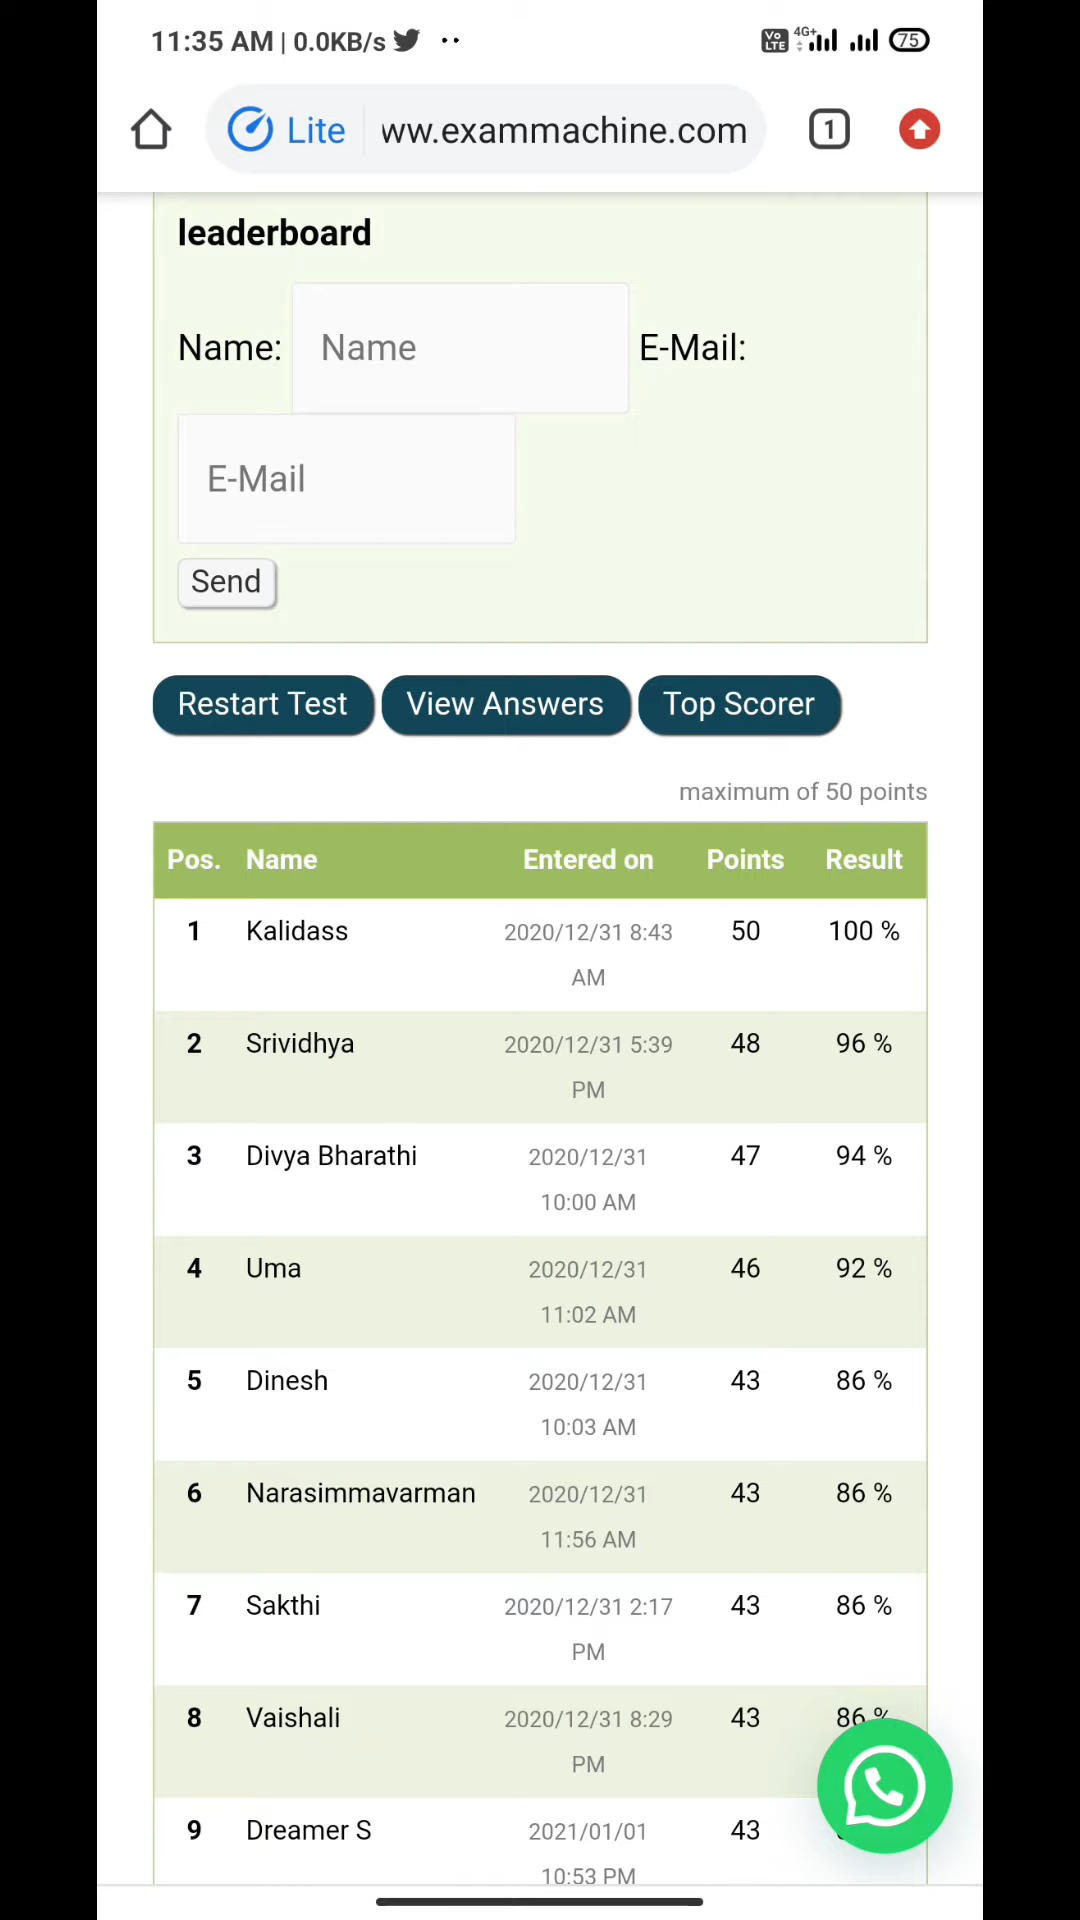 11:35 AM | 0.0KB/s
Vo LTE 4G+ 75
Lite ww.exammachine.com 1
leaderboard
Name: Name E-Mail:
E-Mail
Send
Restart Test View Answers Top Scorer
maximum of 50 points
Pos. Name Entered on Points Result
1 Kalidass 2020/12/31 8:43 50 100 %
AM
2 Srividhya 2020/12/31 5:39 48 96 %
PM
3 Divya Bharathi 2020/12/31 47 94 %
10:00 AM
4 Uma 2020/12/31 46 92 %
11:02 AM
5 Dinesh 2020/12/31 43 86 %
10:03 AM
6 Narasimmavarman 2020/12/31 43 86 %
11:56 AM
7 Sakthi 2020/12/31 2:17 43 86 %
PM
8 Vaishali 2020/12/31 8:29 43 86 %
PM
9 Dreamer S 2021/01/01 43
10:53 PM